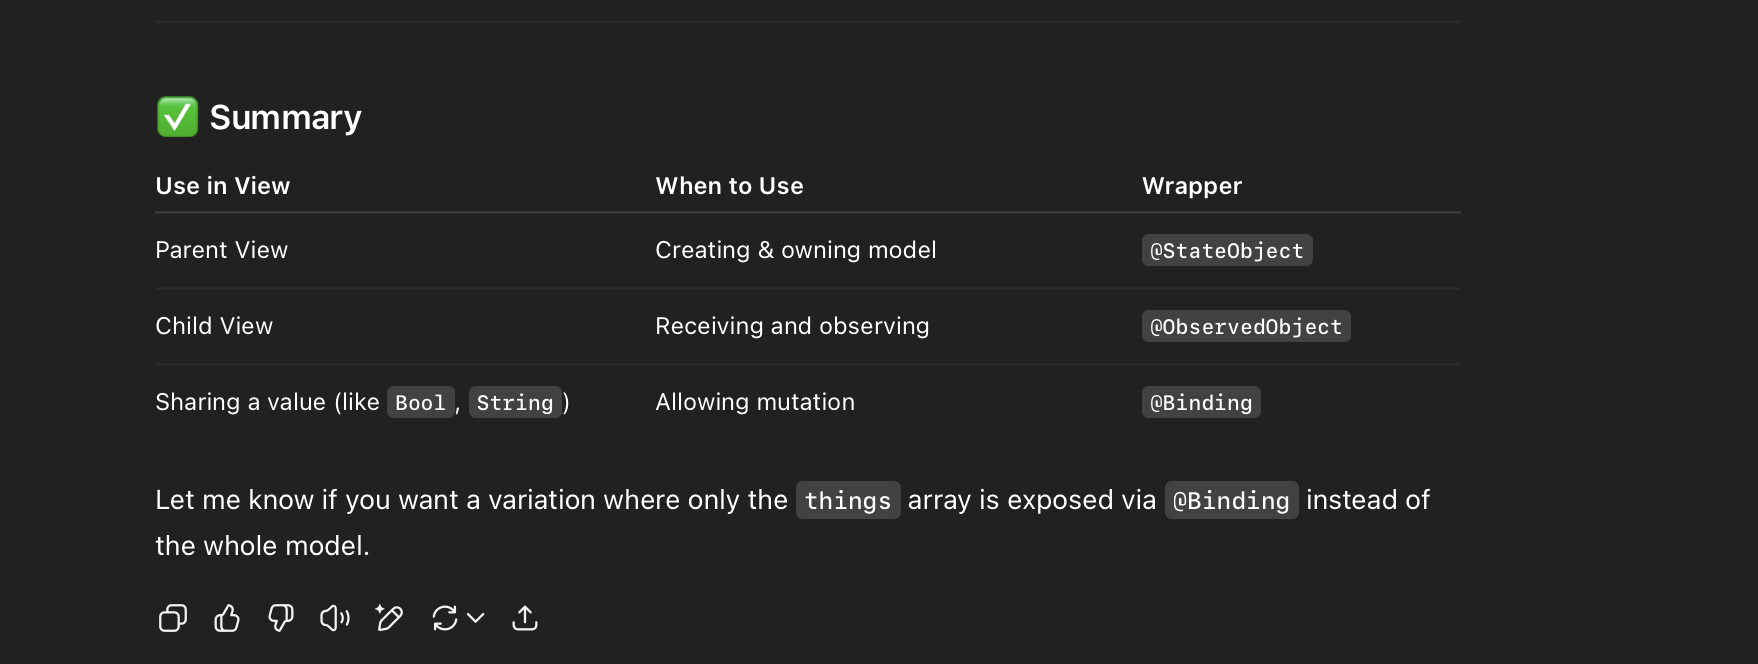 ✅ Summary
Use in View When to Use Wrapper
Parent View Creating & owning model @StateObject
Child View Receiving and observing @ObservedObject
Sharing a value (like Bool, String) Allowing mutation @Binding
Let me know if you want a variation where only the things array is exposed via @Binding instead of
the whole model.